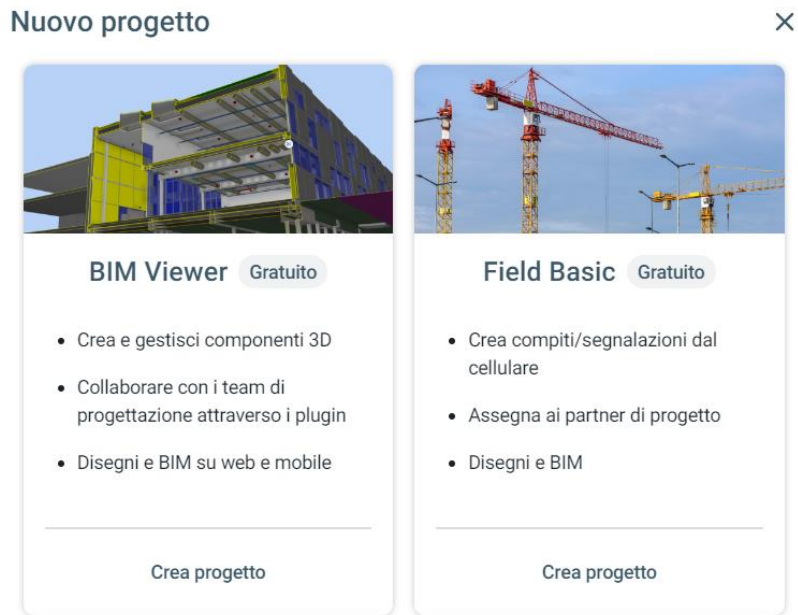 Nuovo progetto
BIM Viewer Gratuito
Crea e gestisci componenti 3D
Collaborare con i team di
progettazione attraverso i plugin
Disegni e BIM su web e mobile
Crea progetto
Field Basic Gratuito
Crea compiti/segnalazioni dal
cellulare
Assegna ai partner di progetto
Disegni e BIM
Crea progetto